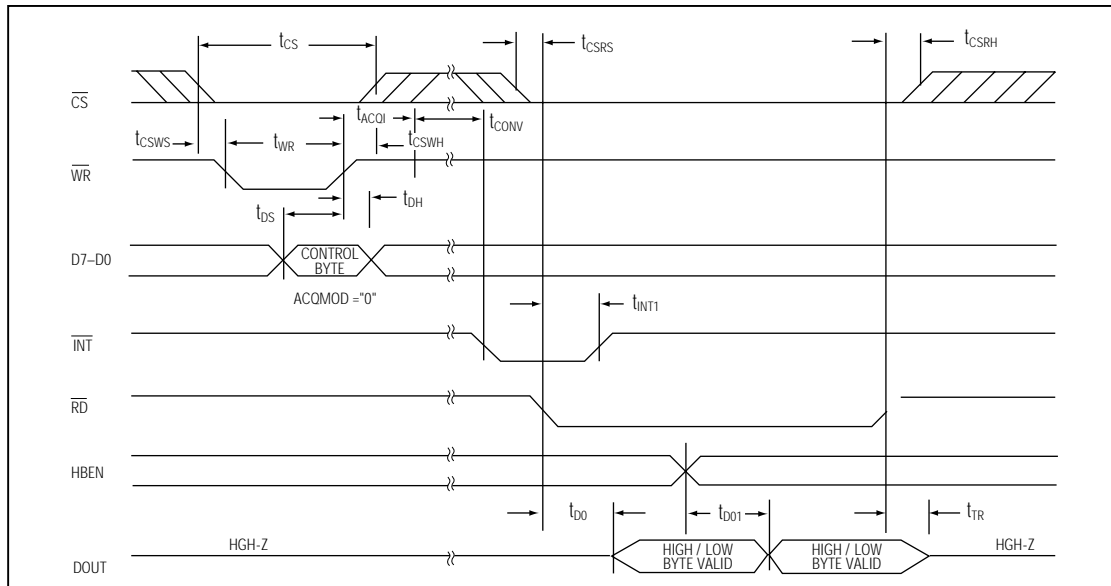 tCS
tCSRS
tCSRH
CS
tACQI
tCONV
tCSWS
tWR
tCSWH
WR
tDS
tDH
D7–D0
CONTROL
BYTE
ACQMOD ="0"
tINT1
INT
RD
HBEN
tD0
tD01
tTR
HGH-Z
HIGH / LOW
BYTE VALID
HIGH / LOW
BYTE VALID
HGH-Z
DOUT